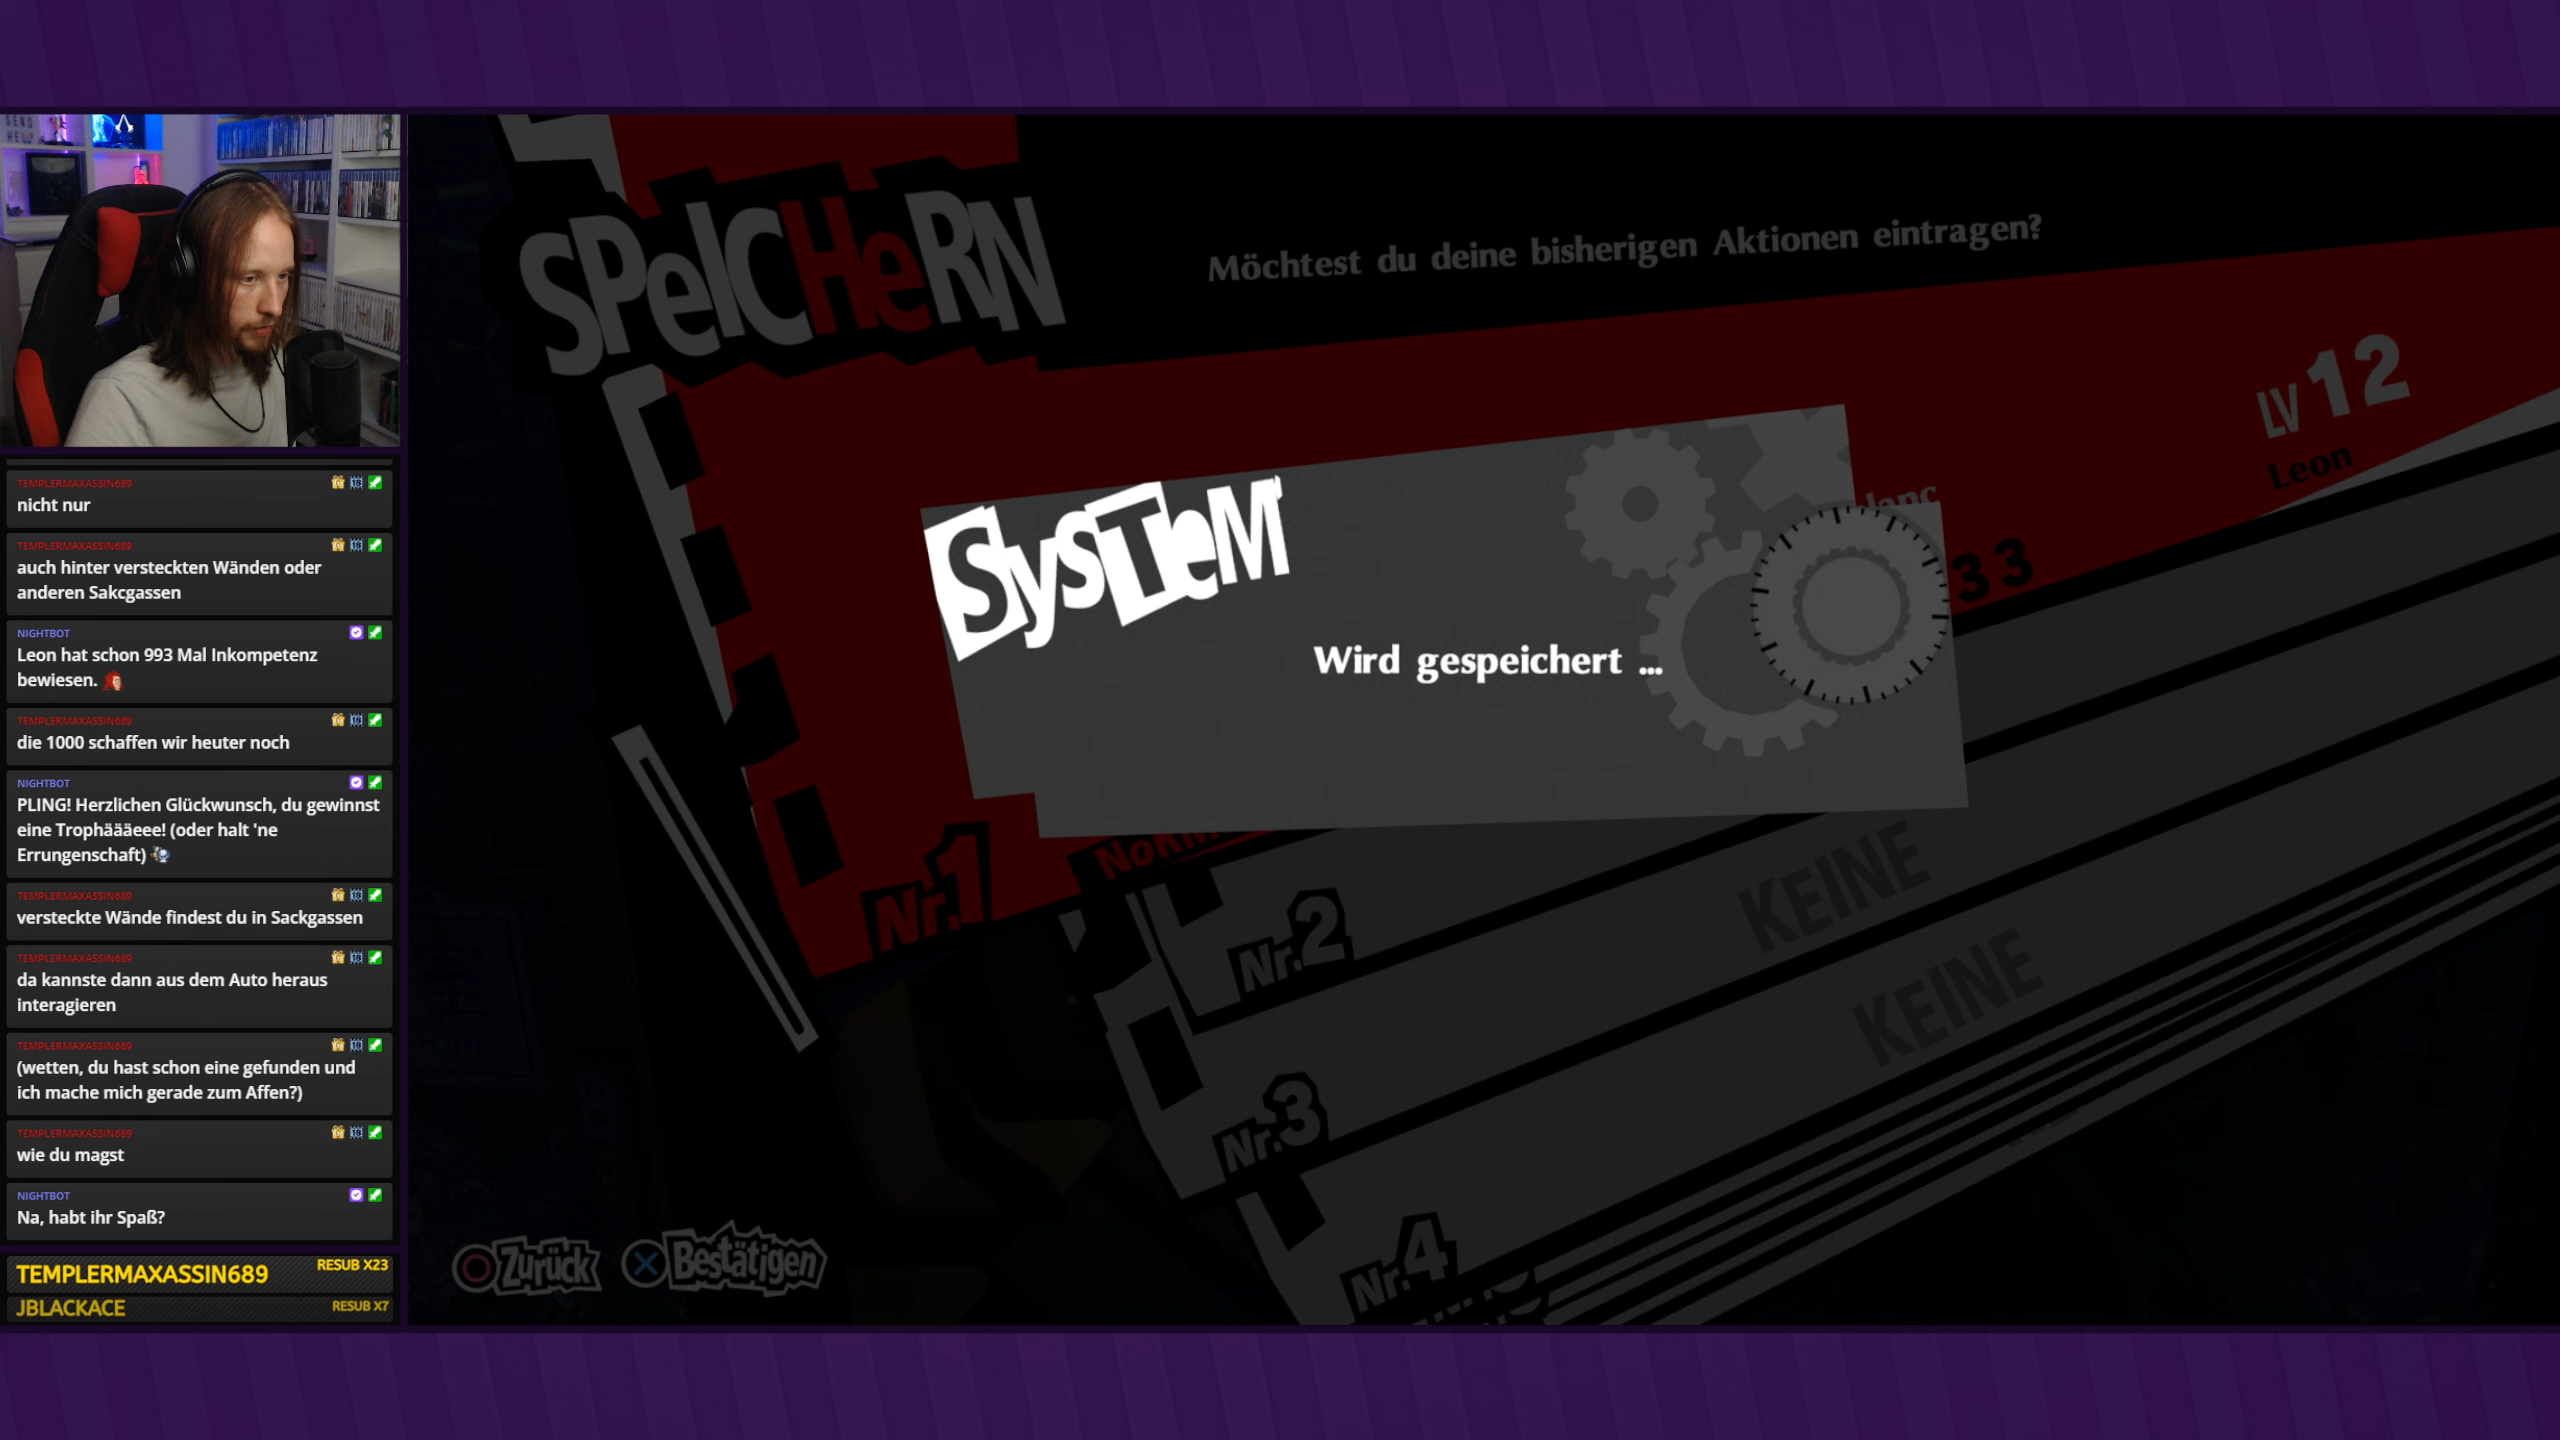 SEND
HEL
TEMPLERMAXASSIN689
nicht nur
TEMPLERMAXASSIN689
auch hinter versteckten Wänden oder
anderen Sakcgassen
NIGHTBOT
Leon hat schon 993 Mal Inkompetenz
bewiesen.
TEMPLERMAXASSIN689
die 1000 schaffen wir heuter noch
NIGHTBOT
PLING! Herzlichen Glückwunsch, du gewinnst
eine Trophäääeee! (oder halt 'ne
Errungenschaft)
TEMPLERMAXASSIN689
versteckte Wände findest du in Sackgassen
TEMPLERMAXASSIN689
da kannste dann aus dem Auto heraus
interagieren
TEMPLERMAXASSIN689
(wetten, du hast schon eine gefunden und
ich mache mich gerade zum Affen?)
TEMPLERMAXASSIN689
wie du magst
NIGHTBOT
Na, habt ihr Spaß?
TEMPLERMAXASSIN689 RESUB X23
JBLACKACE RESUB X7
SPeICHeRN
Möchtest du deine bisherigen Aktionen eintragen?
LV 12
Leon
lanc
33
SysTeM
Wird gespeichert ...
Nr.1
NoRM
Nr.2
KEINE
Nr.3
KEINE
Nr.4
Zurück Bestätigen